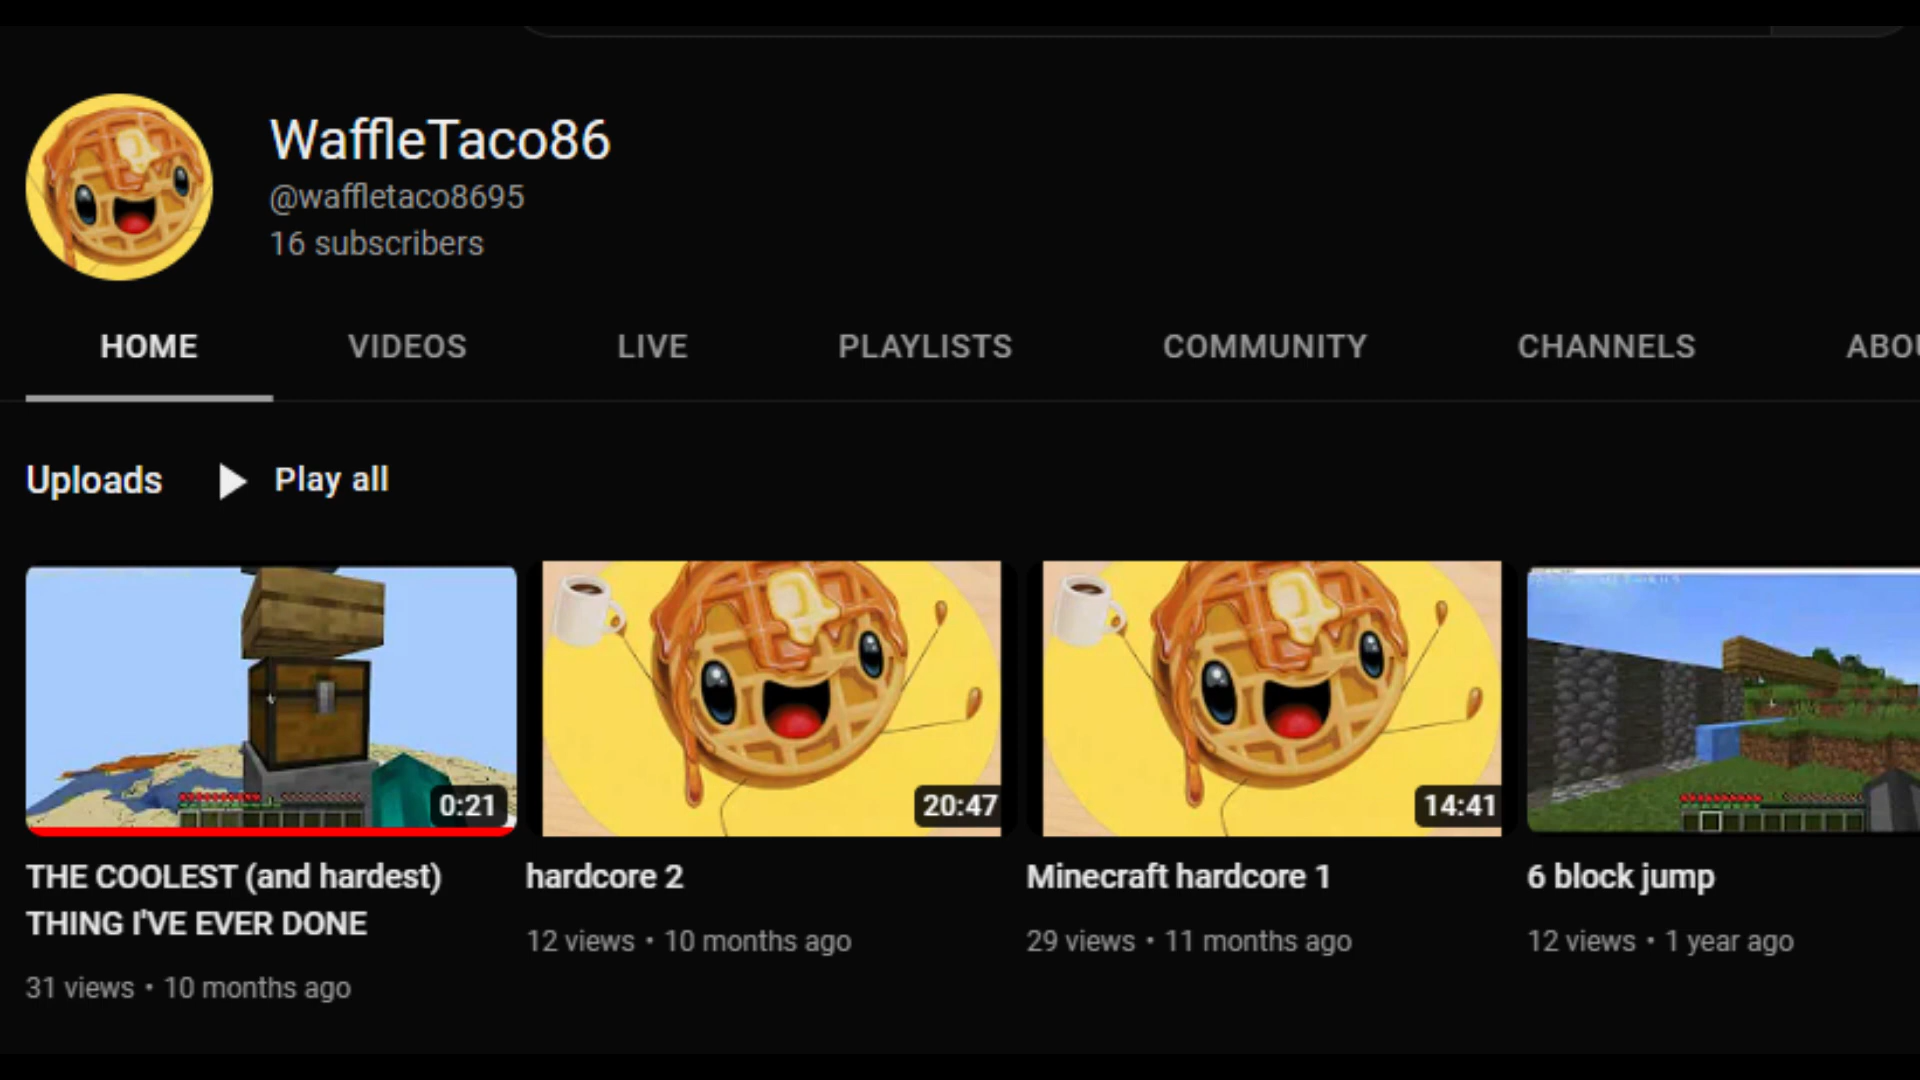 WaffleTaco86
@waffletaco8695
16 subscribers
HOME VIDEOS LIVE PLAYLISTS COMMUNITY CHANNELS ABOU
Uploads Play all
0:21 20:47 14:41
THE COOLEST (and hardest)
THING I'VE EVER DONE
31 views • 10 months ago
hardcore 2
12 views • 10 months ago
Minecraft hardcore 1
29 views • 11 months ago
6 block jump
12 views • 1 year ago